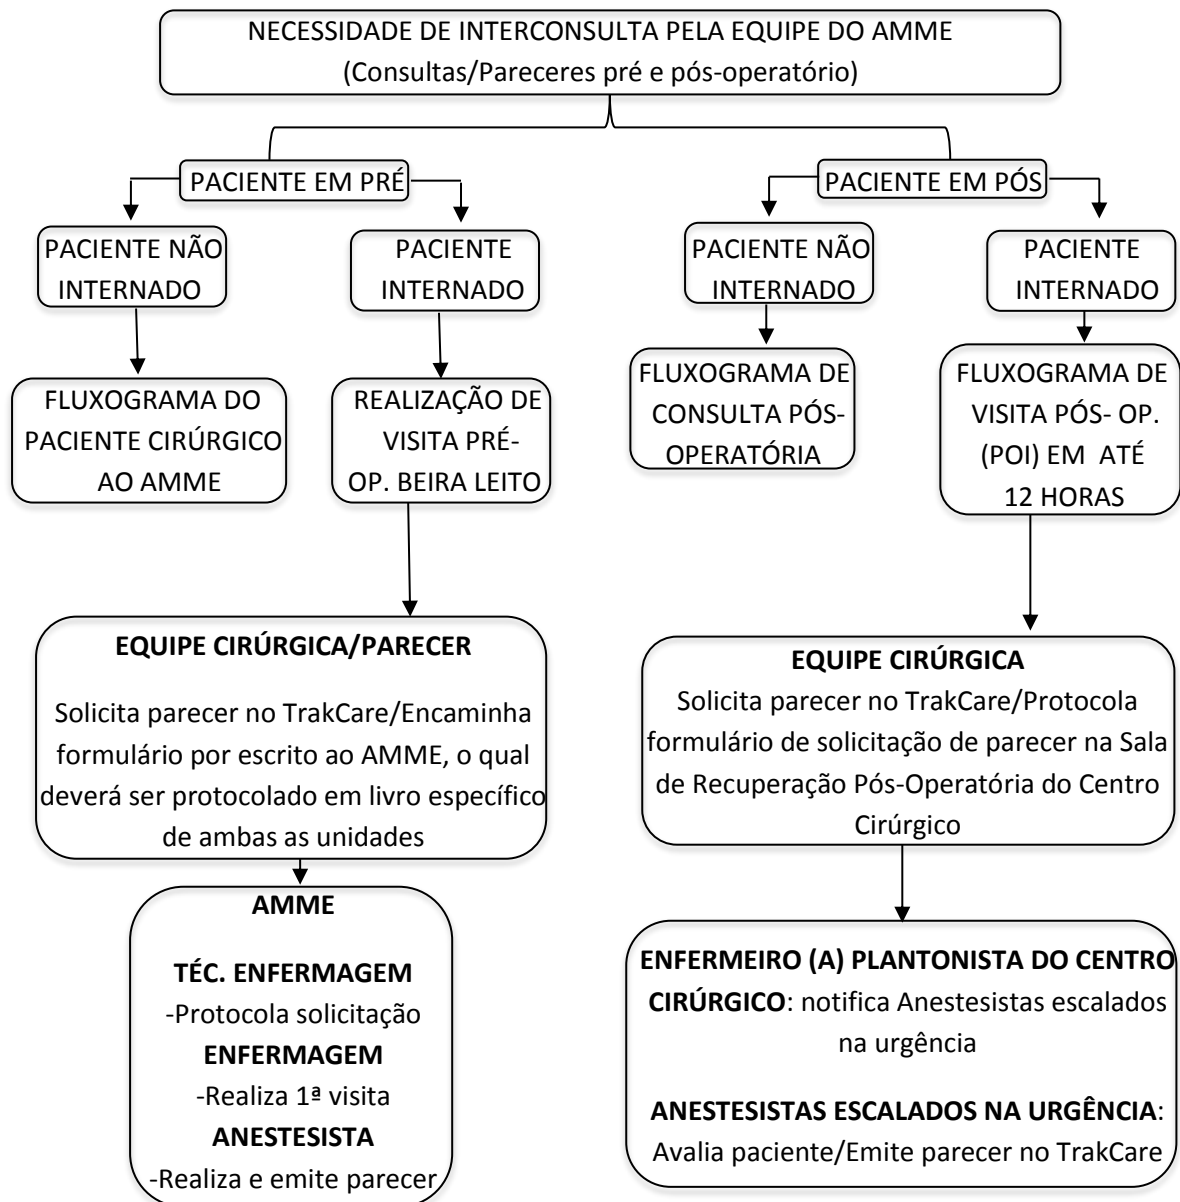 NECESSIDADE DE INTERCONSULTA PELA EQUIPE DO AMME
(Consultas/Pareceres pré e pós-operatório)
PACIENTE EM PRÉ
PACIENTE EM PÓS
PACIENTE NÃO
INTERNADO
PACIENTE
INTERNADO
PACIENTE NÃO
INTERNADO
PACIENTE
INTERNADO
FLUXOGRAMA DO
PACIENTE CIRÚRGICO
AO AMME
REALIZAÇÃO DE
VISITA PRÉ-
OP. BEIRA LEITO
FLUXOGRAMA DE
CONSULTA PÓS-
OPERATÓRIA
FLUXOGRAMA DE
VISITA PÓS- OP.
(POI) EM ATÉ
12 HORAS
EQUIPE CIRÚRGICA/PARECER
Solicita parecer no TrakCare/Encaminha
formulário por escrito ao AMME, o qual
deverá ser protocolado em livro específico
de ambas as unidades
EQUIPE CIRÚRGICA
Solicita parecer no TrakCare/Protocola
formulário de solicitação de parecer na Sala
de Recuperação Pós-Operatória do Centro
Cirúrgico
AMME
TÉC. ENFERMAGEM
-Protocola solicitação
ENFERMAGEM
-Realiza 1ª visita
ANESTESISTA
-Realiza e emite parecer
ENFERMEIRO (A) PLANTONISTA DO CENTRO
CIRÚRGICO: notifica Anestesistas escalados
na urgência
ANESTESISTAS ESCALADOS NA URGÊNCIA:
Avalia paciente/Emite parecer no TrakCare